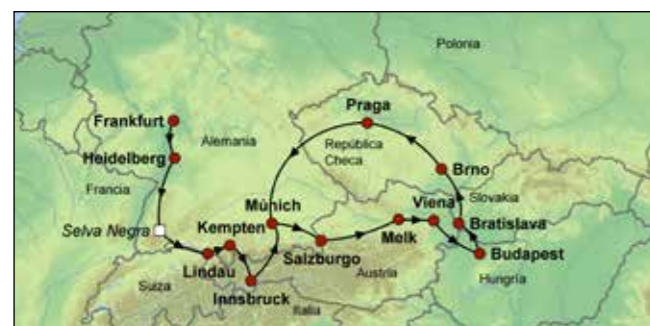 Polonia
Praga
Frankfurt
Alemania
República
Checa
Heidelberg
Brno
Francia
Slovakia
Viena
Múnich
Kempten
Selva Negra
Bratislava
Melk
Salzburgo
Budapest
Lindau
Austria
Suiza
Hungría
Innsbruck
Italia